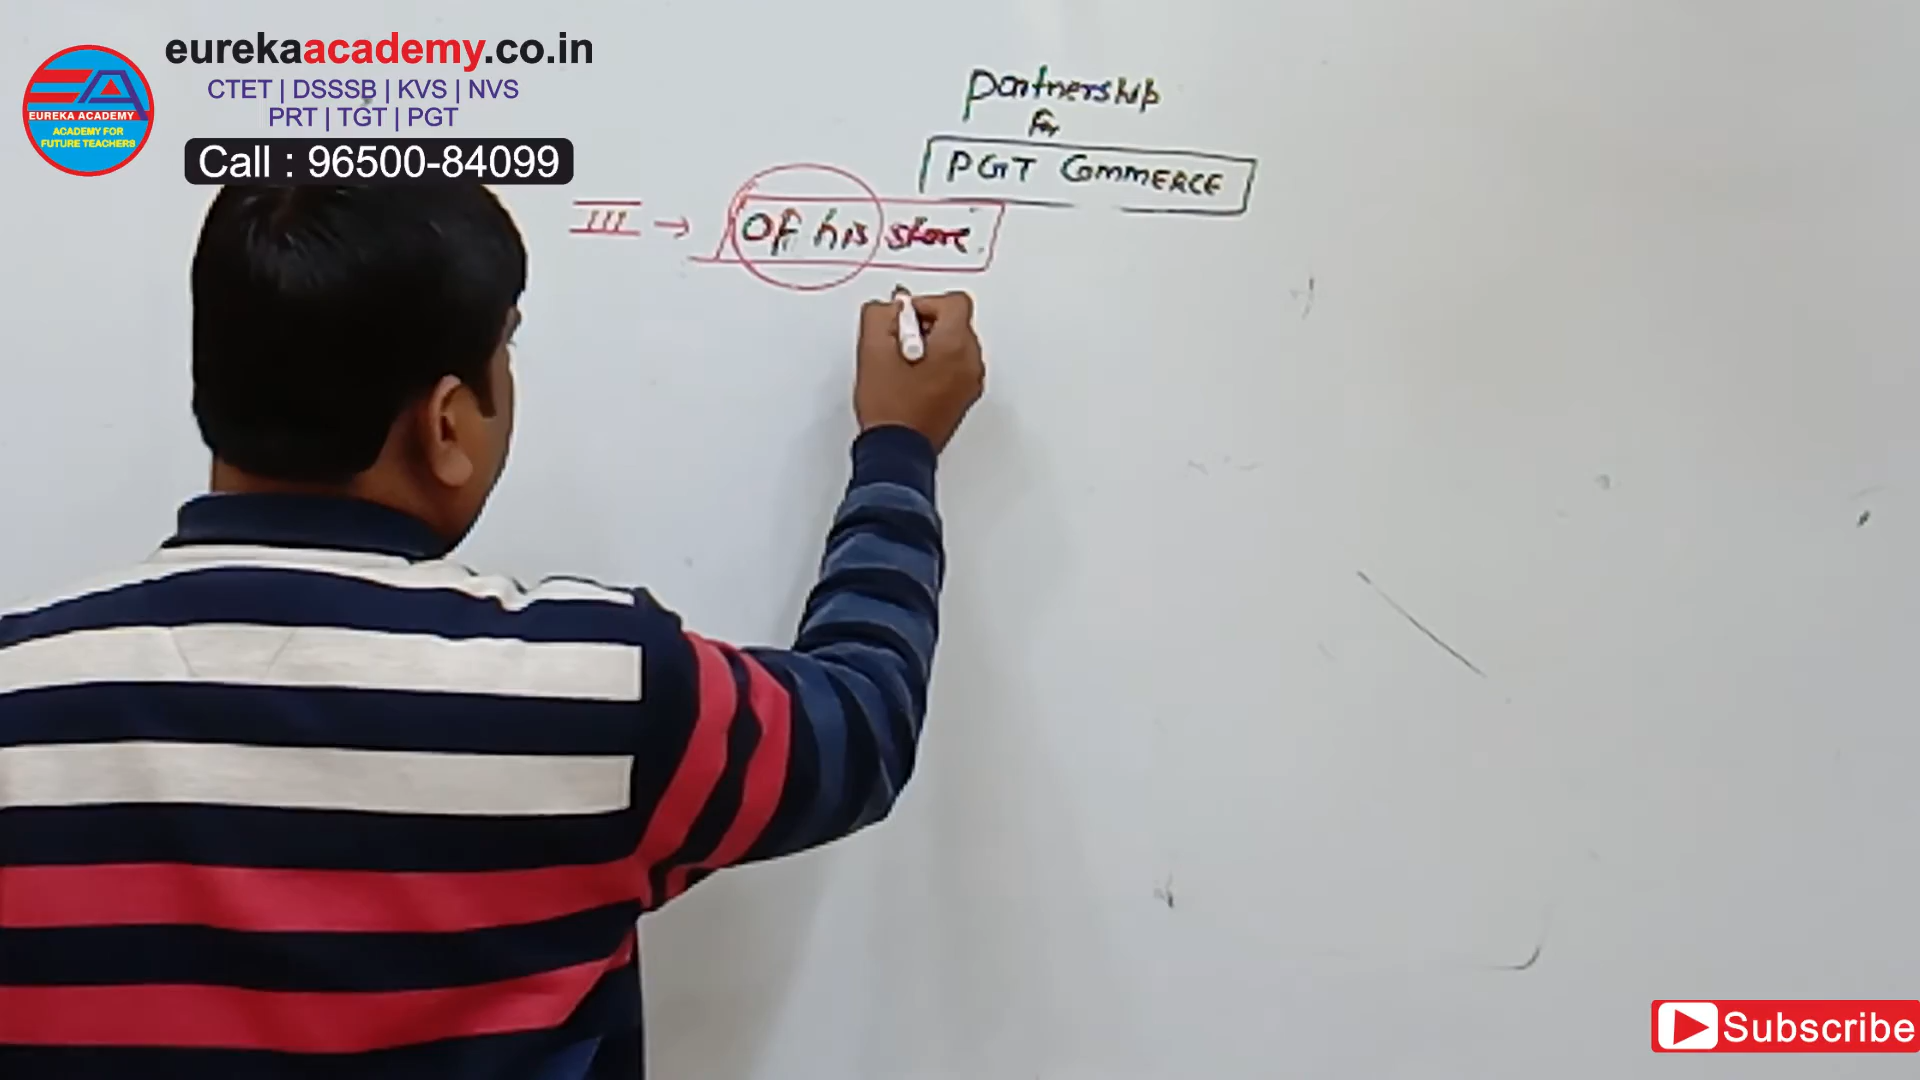 eurekaacademy.co.in
CTET | DSSSB | KVS | NVS
PRT | TGT | PGT
Call : 96500-84099
EUREKA ACADEMY
ACADEMY FOR
FUTURE TEACHERS
Partnership
For
PGT COMMERCE
III → Of his share.
Subscribe